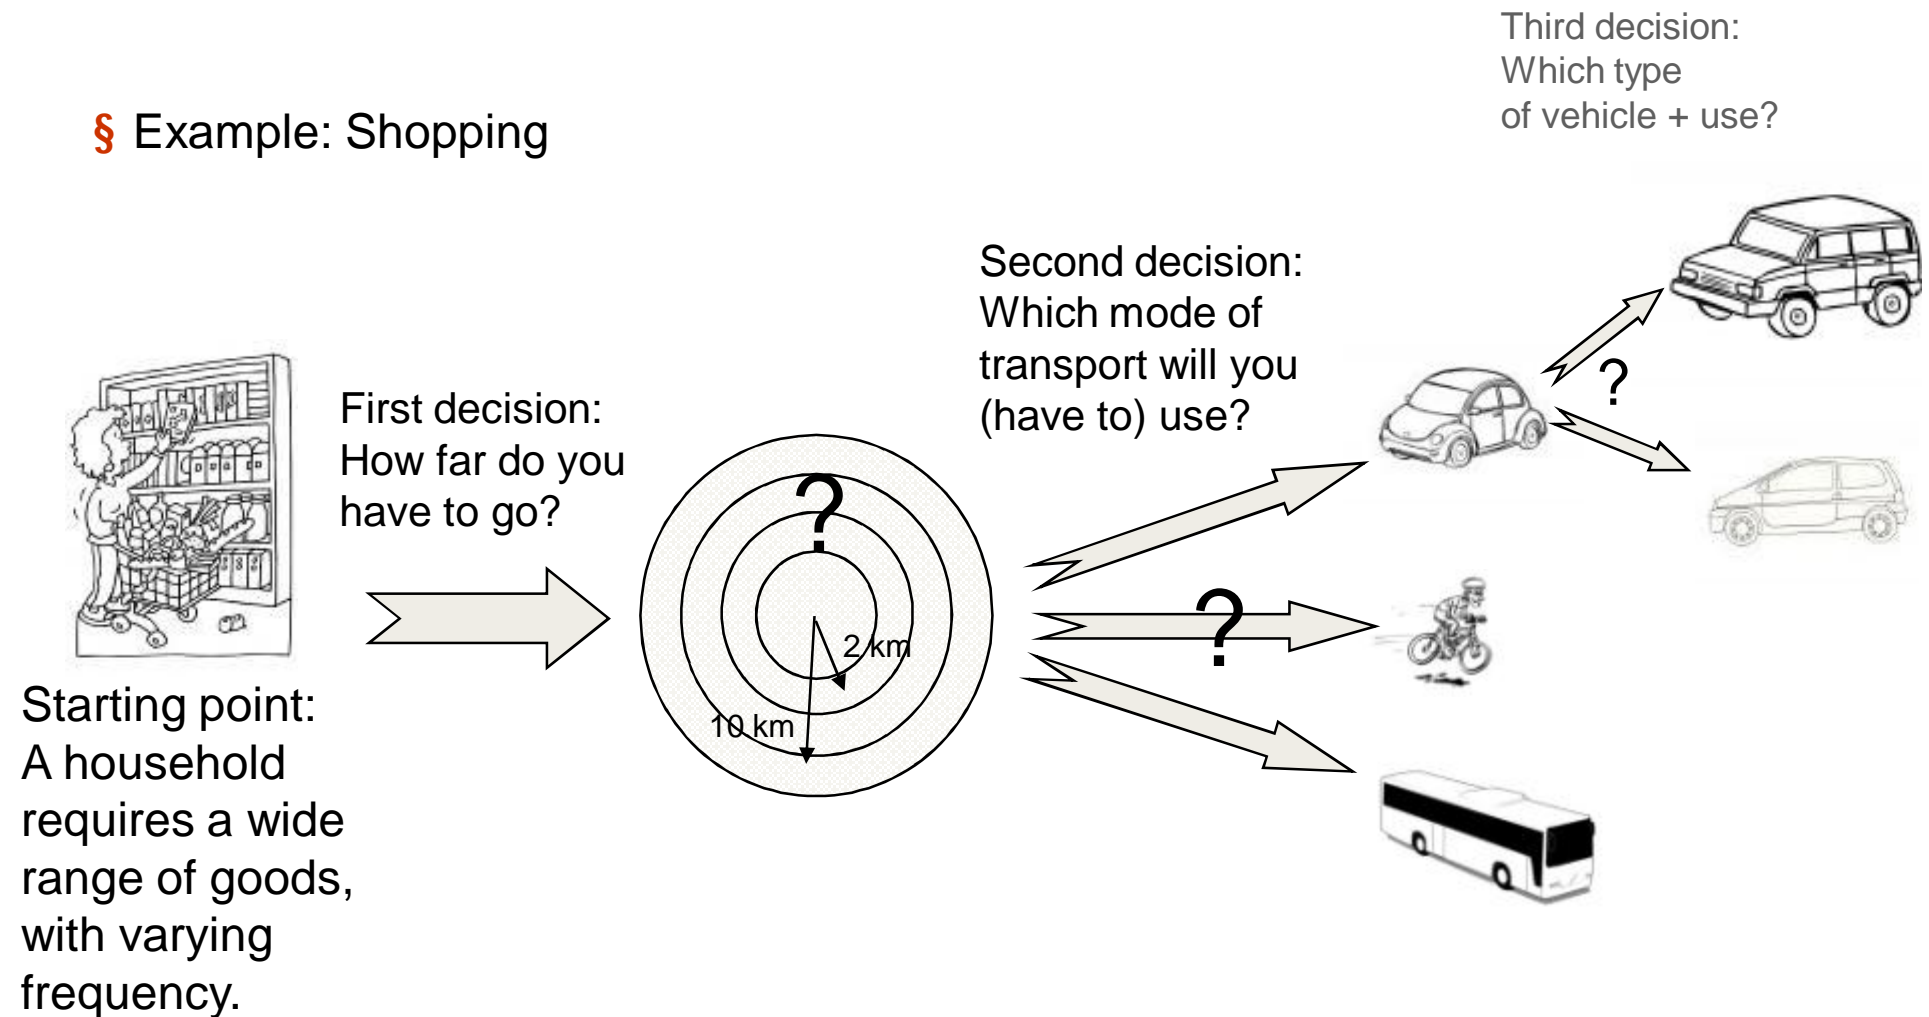 § Example: Shopping
Starting point:
A household
requires a wide
range of goods,
with varying
frequency.
First decision:
How far do you
have to go?
?
2 km
10 km
Second decision:
Which mode of
transport will you
(have to) use?
?
Third decision:
Which type
of vehicle + use?
?